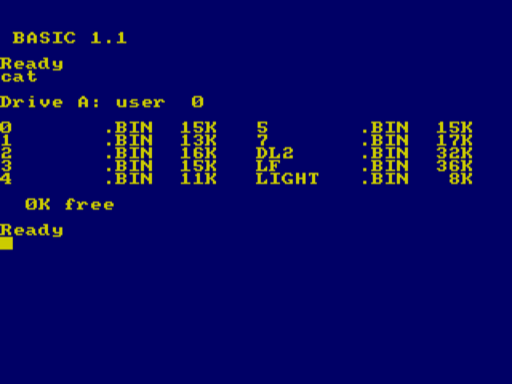 BASIC 1.1
Ready
cat
Drive A: user  0
0       .BIN  15K   5       .BIN  15K
1       .BIN  13K   7       .BIN  17K
2       .BIN  16K   DL2     .BIN  32K
3       .BIN  15K   LF      .BIN  36K
4       .BIN  11K   LIGHT   .BIN   8K
0K free
Ready